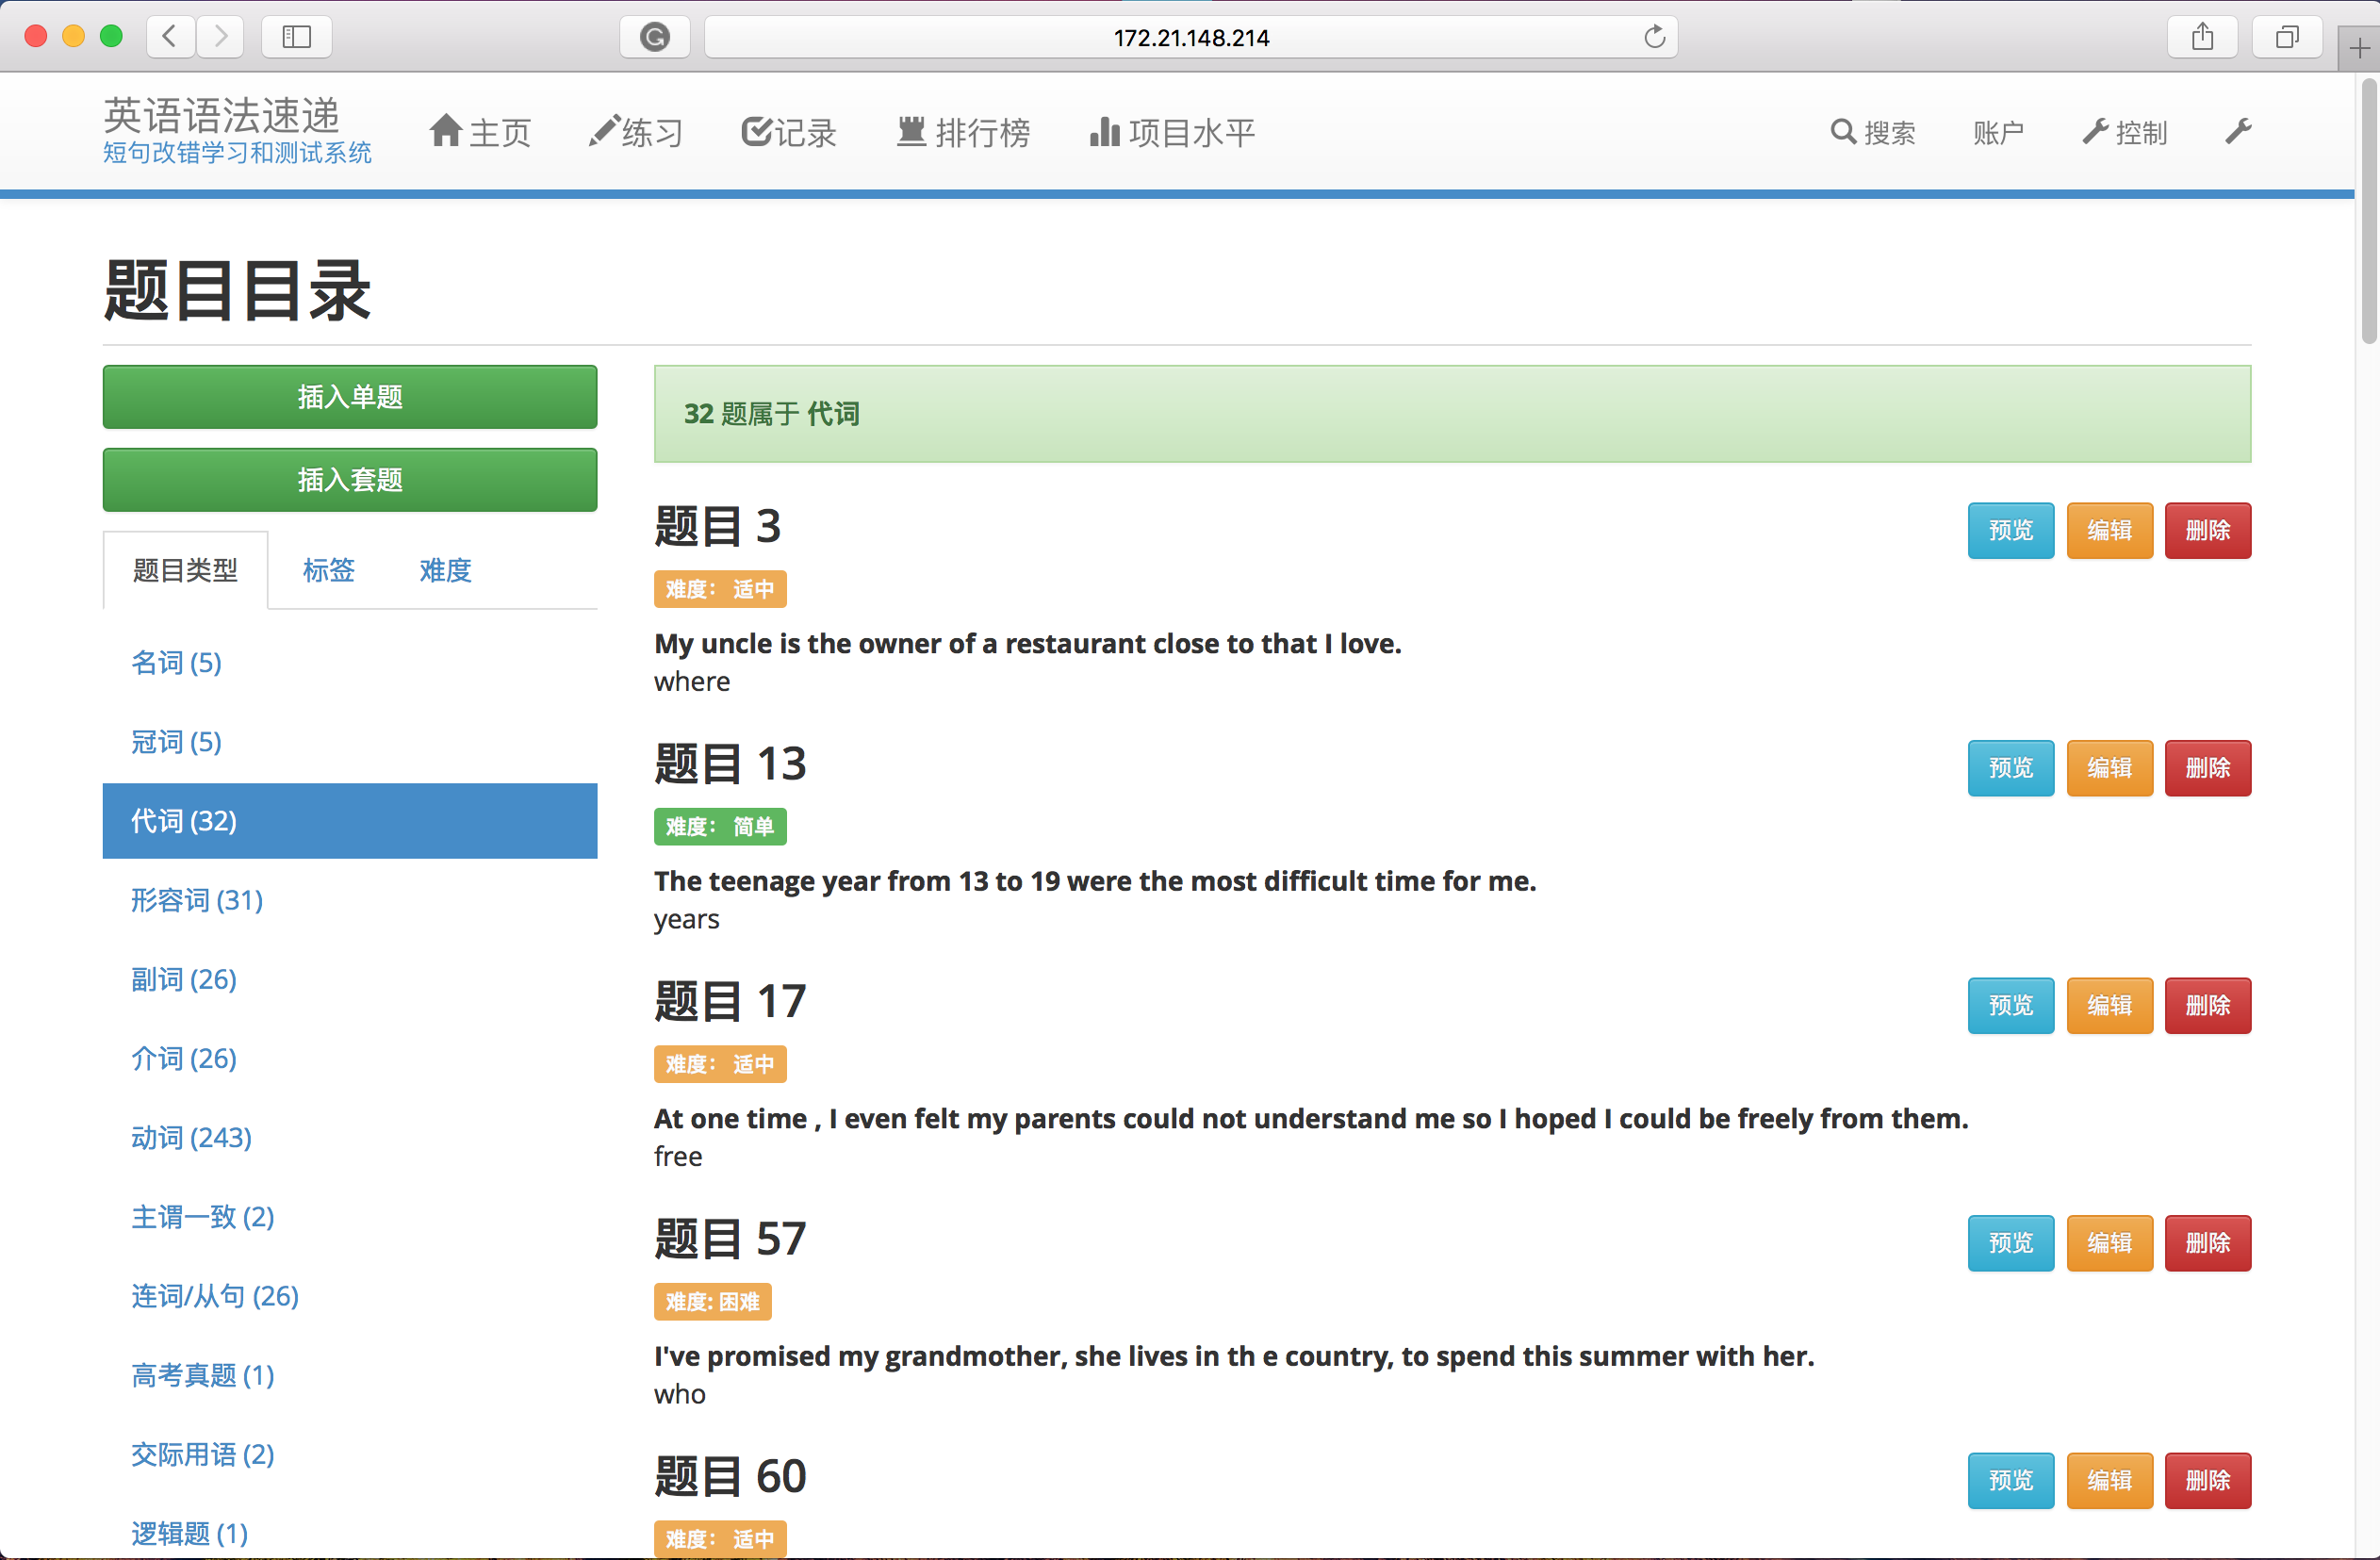 172.21.148.214
英语语法速递
短句改错学习和测试系统
主页 练习 记录 排行榜 项目水平 搜索 账户 控制
题目目录
插入单题
插入套题
题目类型 标签 难度
名词 (5)
冠词 (5)
代词 (32)
形容词 (31)
副词 (26)
介词 (26)
动词 (243)
主谓一致 (2)
连词/从句 (26)
高考真题 (1)
交际用语 (2)
逻辑题 (1)
32 题属于 代词
题目 3 预览 编辑 删除
难度： 适中
My uncle is the owner of a restaurant close to that I love.
where
题目 13 预览 编辑 删除
难度： 简单
The teenage year from 13 to 19 were the most difficult time for me.
years
题目 17 预览 编辑 删除
难度： 适中
At one time , I even felt my parents could not understand me so I hoped I could be freely from them.
free
题目 57 预览 编辑 删除
难度: 困难
I've promised my grandmother, she lives in th e country, to spend this summer with her.
who
题目 60 预览 编辑 删除
难度： 适中